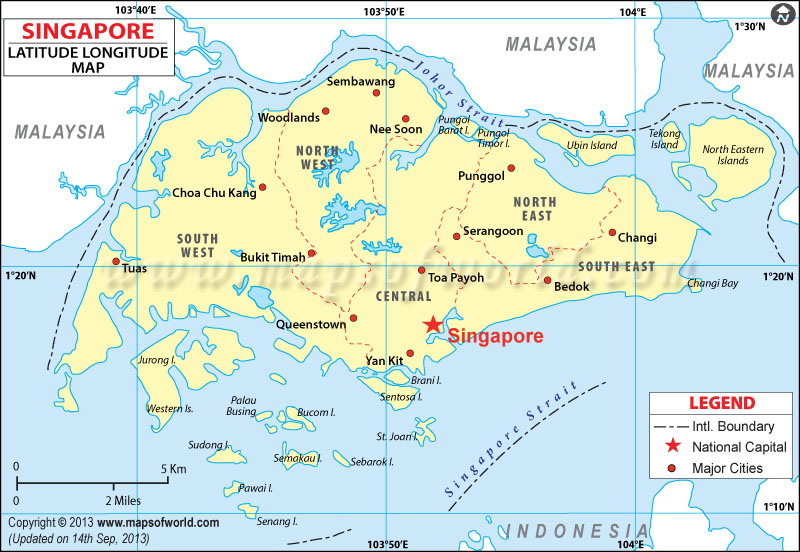 103°40'E
103°50'E
104°E
SINGAPORE
LATITUDE LONGITUDE
MAP
1°30'N
MALAYSIA
MALAYSIA
MALAYSIA
Johor Strait
Sembawang
Woodlands
Nee Soon
Pungol
Barat I.
Pungol
Timor I.
Ubin Island
Tekong
Island
North Eastern
Islands
NORTH
WEST
Punggol
Choa Chu Kang
NORTH
EAST
SOUTH
WEST
Serangoon
Changi
Bukit Timah
Tuas
1°20'N
www.mapsofworld.com
Toa Payoh
SOUTH EAST
1°20'N
Bedok
Changi Bay
CENTRAL
Queenstown
Singapore
Yan Kit
Jurong I.
Brani I.
Sentosa I.
Western Is.
Palau
Busing
Bucom I.
St. Joan I.
Singapore Strait
Sudong I.
Semakau I.
Sebarok I.
Pawai I.
Senang I.
LEGEND
Intl. Boundary
National Capital
Major Cities
0
5 Km
0
2 Miles
1°10'N
Copyright © 2013 www.mapsofworld.com
(Updated on 14th Sep, 2013)
INDONESIA
103°50'E
104°E